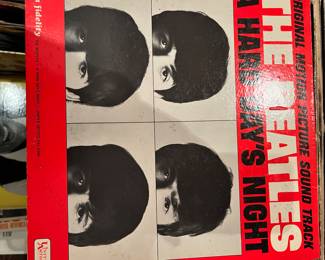 ORIGINAL MOTION PICTURE SOUND TRACK
THE BEATLES
A HARD DAY'S NIGHT
fidelity